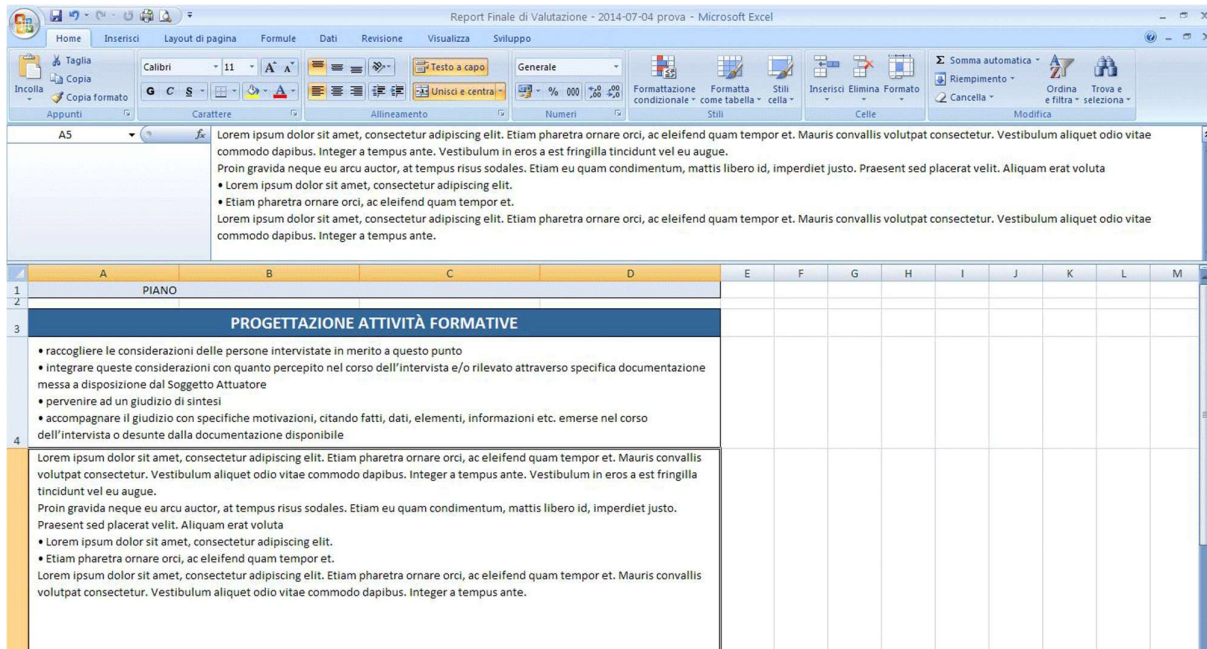 Report Finale di Valutazione - 2014-07-04 prova - Microsoft Excel
Home Inserisci Layout di pagina Formule Dati Revisione Visualizza Sviluppo
Incolla
Taglia
Copia
Copia formato
Appunti
Calibri 11
G C S
Carattere
Testo a capo
Unisci e centra
Allineamento
Generale
% 000
Numeri
Formattazione condizionale
Formatta come tabella
Stili cella
Stili
Inserisci Elimina Formato
Celle
Σ Somma automatica
Riempimento
Cancella
Ordina e filtra
Trova e seleziona
Modifica
A5
fx
Lorem ipsum dolor sit amet, consectetur adipiscing elit. Etiam pharetra ornare orci, ac eleifend quam tempor et. Mauris convallis volutpat consectetur. Vestibulum aliquet odio vitae
commodo dapibus. Integer a tempus ante. Vestibulum in eros a est fringilla tincidunt vel eu augue.
Proin gravida neque eu arcu auctor, at tempus risus sodales. Etiam eu quam condimentum, mattis libero id, imperdiet justo. Praesent sed placerat velit. Aliquam erat voluta
• Lorem ipsum dolor sit amet, consectetur adipiscing elit.
• Etiam pharetra ornare orci, ac eleifend quam tempor et.
Lorem ipsum dolor sit amet, consectetur adipiscing elit. Etiam pharetra ornare orci, ac eleifend quam tempor et. Mauris convallis volutpat consectetur. Vestibulum aliquet odio vitae
commodo dapibus. Integer a tempus ante.
A B C D E F G H I J K L M
1 PIANO
2
3 PROGETTAZIONE ATTIVITÀ FORMATIVE
• raccogliere le considerazioni delle persone intervistate in merito a questo punto
• integrare queste considerazioni con quanto percepito nel corso dell'intervista e/o rilevato attraverso specifica documentazione
messa a disposizione dal Soggetto Attuatore
• pervenire ad un giudizio di sintesi
• accompagnare il giudizio con specifiche motivazioni, citando fatti, dati, elementi, informazioni etc. emerse nel corso
4 dell'intervista o desunte dalla documentazione disponibile
Lorem ipsum dolor sit amet, consectetur adipiscing elit. Etiam pharetra ornare orci, ac eleifend quam tempor et. Mauris convallis
volutpat consectetur. Vestibulum aliquet odio vitae commodo dapibus. Integer a tempus ante. Vestibulum in eros a est fringilla
tincidunt vel eu augue.
Proin gravida neque eu arcu auctor, at tempus risus sodales. Etiam eu quam condimentum, mattis libero id, imperdiet justo.
Praesent sed placerat velit. Aliquam erat voluta
• Lorem ipsum dolor sit amet, consectetur adipiscing elit.
• Etiam pharetra ornare orci, ac eleifend quam tempor et.
Lorem ipsum dolor sit amet, consectetur adipiscing elit. Etiam pharetra ornare orci, ac eleifend quam tempor et. Mauris convallis
volutpat consectetur. Vestibulum aliquet odio vitae commodo dapibus. Integer a tempus ante.